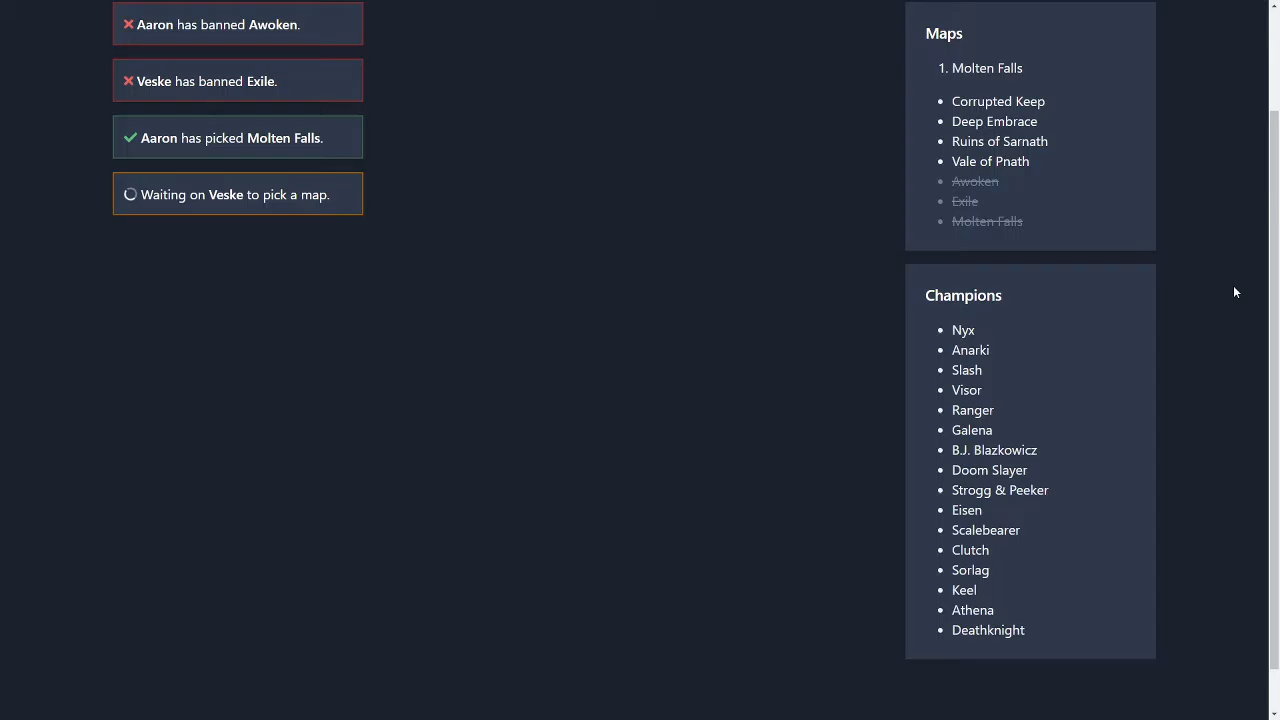 Aaron has banned Awoken.
Veske has banned Exile.
Aaron has picked Molten Falls.
Waiting on Veske to pick a map.
Maps
1. Molten Falls
• Corrupted Keep
• Deep Embrace
• Ruins of Sarnath
• Vale of Pnath
• Awoken
• Exile
• Molten Falls
Champions
• Nyx
• Anarki
• Slash
• Visor
• Ranger
• Galena
• B.J. Blazkowicz
• Doom Slayer
• Strogg & Peeker
• Eisen
• Scalebearer
• Clutch
• Sorlag
• Keel
• Athena
• Deathknight